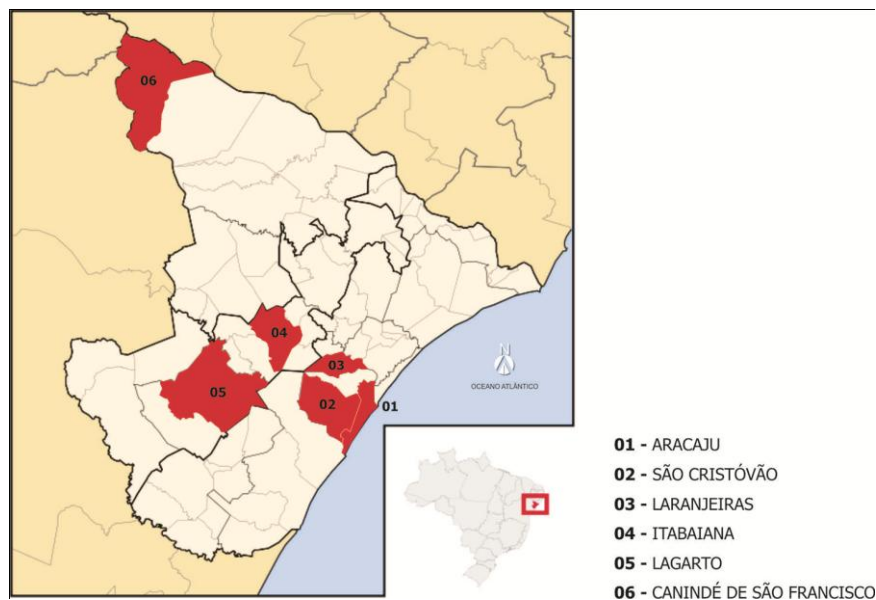 06
04
03
05
02
01
N
OCEANO ATLÂNTICO
01 - ARACAJU
02 - SÃO CRISTÓVÃO
03 - LARANJEIRAS
04 - ITABAIANA
05 - LAGARTO
06 - CANINDÉ DE SÃO FRANCISCO